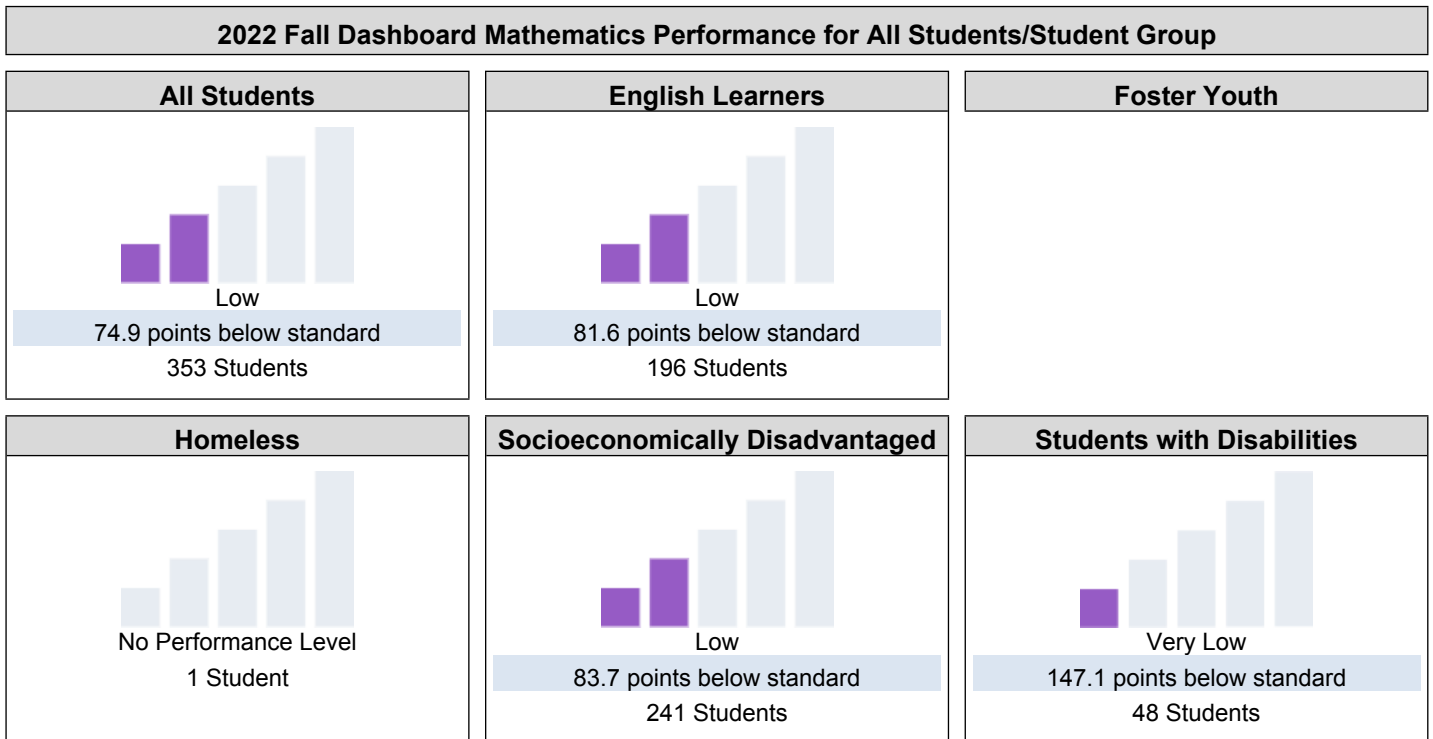 2022 Fall Dashboard Mathematics Performance for All Students/Student Group
All Students
Low
74.9 points below standard
353 Students
English Learners
Low
81.6 points below standard
196 Students
Foster Youth
Homeless
No Performance Level
1 Student
Socioeconomically Disadvantaged
Low
83.7 points below standard
241 Students
Students with Disabilities
Very Low
147.1 points below standard
48 Students